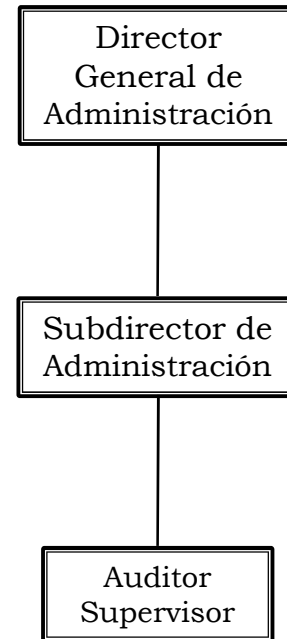 Director
General de
Administración
Subdirector de
Administración
Auditor
Supervisor